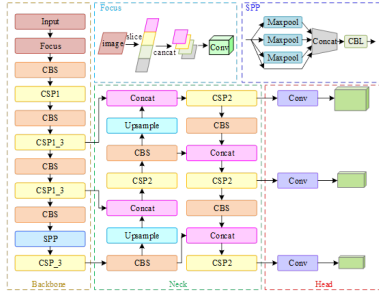 Input
Focus
CBS
CSP1
CBS
CSP1_3
CBS
CSP1_3
CBS
SPP
CSP_3
Backbone
Focus
image
slice
concat
Conv
SPP
Maxpool
Maxpool
Maxpool
Concat
CBL
Concat
Upsample
CBS
CSP2
Concat
Upsample
CBS
CSP2
CBS
Concat
CSP2
CBS
Concat
CSP2
Neck
Conv
Conv
Conv
Head